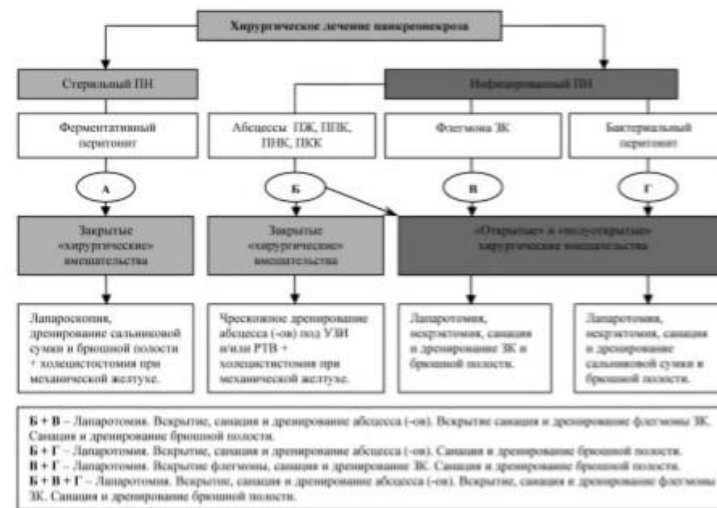 Хирургическое лечение панкреонекроза
Стерильный ПН
Инфицированный ПН
Ферментативный
перитонит
Абсцессы ПЖ, ППК,
ПНК, ПКК
Флегмона ЗК
Бактериальный
перитонит
А
Б
В
Г
Закрытые
«хирургические»
вмешательства
Закрытые
«хирургические»
вмешательства
«Открытые» и «полуоткрытые»
хирургические вмешательства
Лапароскопия,
дренирование сальниковой
сумки и брюшной полости
+ холецистостомия при
механической желтухе.
Чрескожное дренирование
абсцесса (-ов) под УЗИ
и/или РТВ +
холецистистомия при
механической желтухе.
Лапаротомия,
некрэктомия, санация
и дренирование ЗК и
брюшной полости.
Лапаротомия,
некрэктомия, санация
и дренирование
сальниковой сумки и
брюшной полости.
Б + В – Лапаротомия. Вскрытие, санация и дренирование абсцесса (-ов). Вскрытие санация и дренирование флегмоны ЗК.
Санация и дренирование брюшной полости.
Б + Г – Лапаротомия. Вскрытие, санация и дренирование абсцесса (-ов). Санация и дренирование брюшной полости.
В + Г – Лапаротомия. Вскрытие флегмоны, санация и дренирование ЗК. Санация и дренирование брюшной полости.
Б + В + Г – Лапаротомия. Вскрытие, санация и дренирование абсцесса (-ов). Вскрытие, санация и дренирование флегмоны
ЗК. Санация и дренирование брюшной полости.